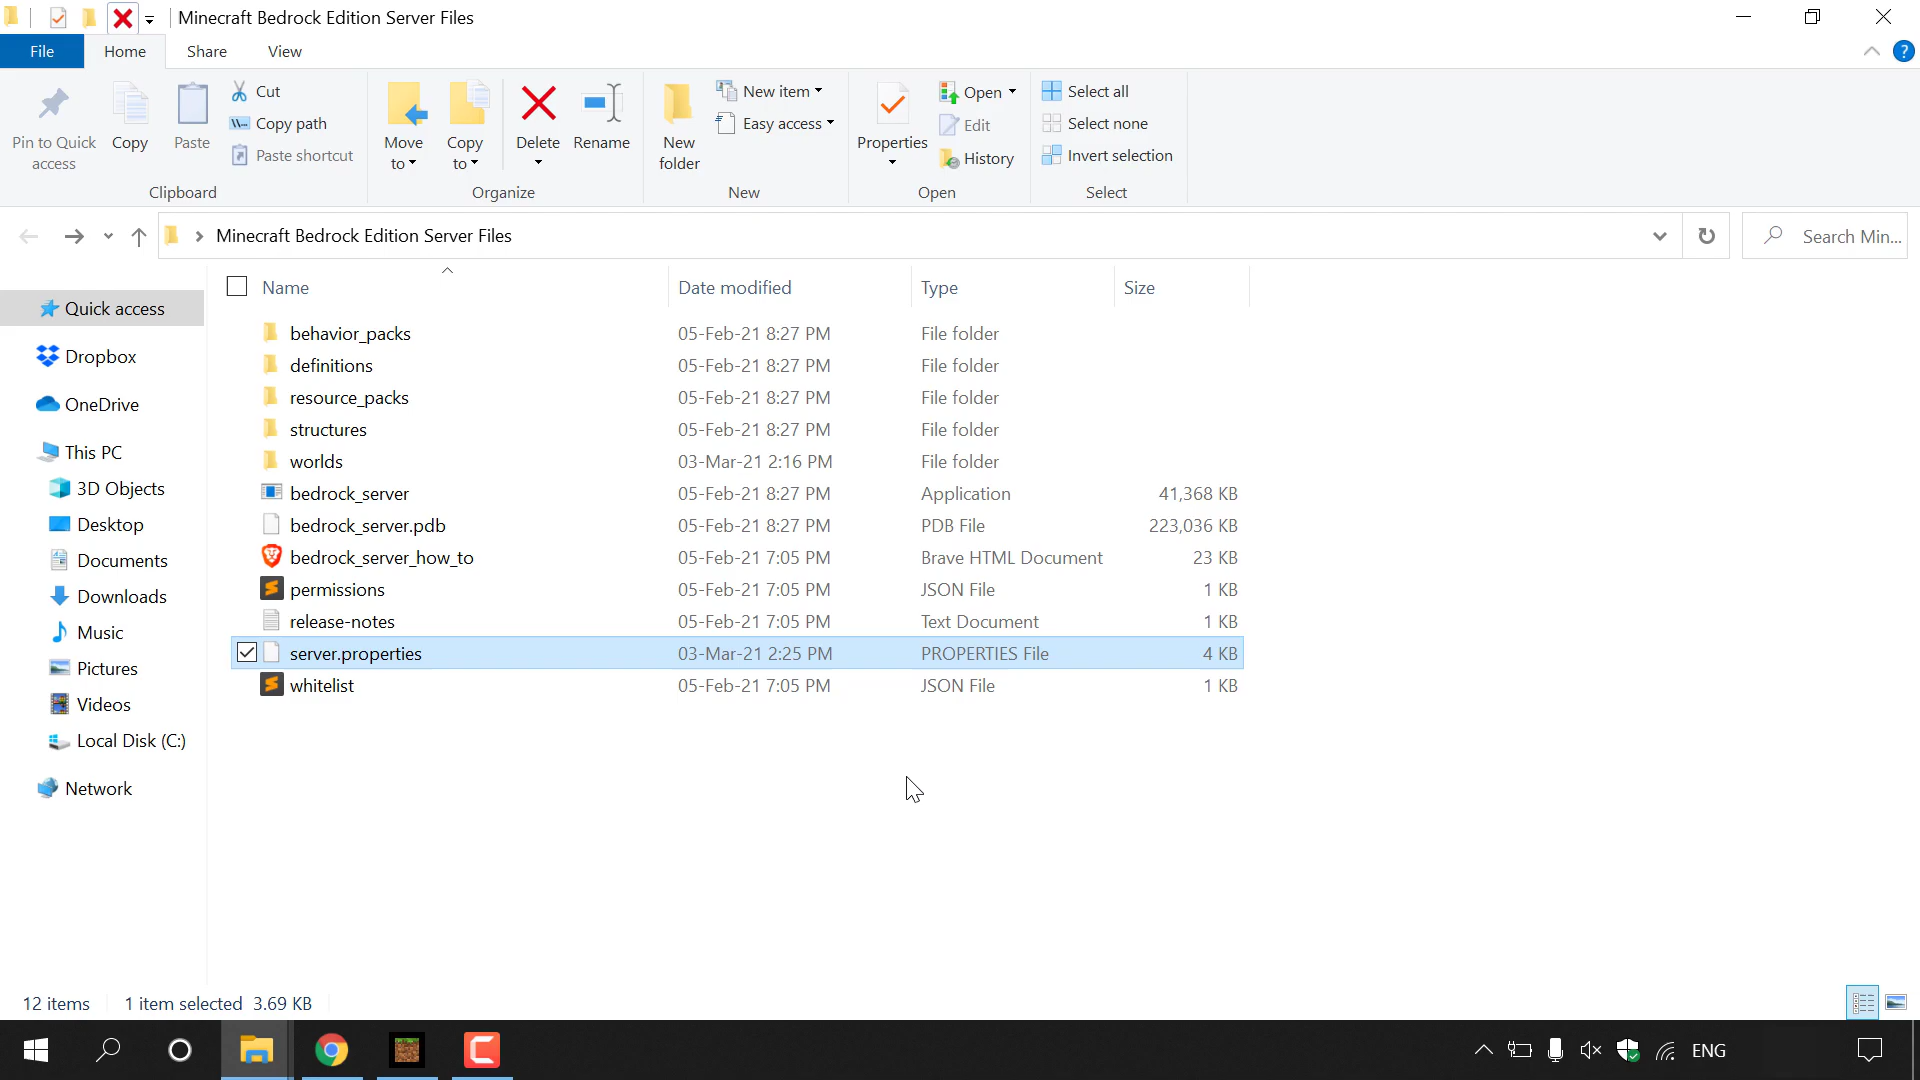 Minecraft Bedrock Edition Server Files
File Home Share View
Pin to Quick access
Copy
Paste
Cut
Copy path
Paste shortcut
Clipboard
Move to
Copy to
Delete
Rename
Organize
New folder
New item
Easy access
New
Properties
Open
Edit
History
Open
Select all
Select none
Invert selection
Select
Minecraft Bedrock Edition Server Files
Search Min...
Quick access
Dropbox
OneDrive
This PC
3D Objects
Desktop
Documents
Downloads
Music
Pictures
Videos
Local Disk (C:)
Network
Name Date modified Type Size
behavior_packs 05-Feb-21 8:27 PM File folder
definitions 05-Feb-21 8:27 PM File folder
resource_packs 05-Feb-21 8:27 PM File folder
structures 05-Feb-21 8:27 PM File folder
worlds 03-Mar-21 2:16 PM File folder
bedrock_server 05-Feb-21 8:27 PM Application 41,368 KB
bedrock_server.pdb 05-Feb-21 8:27 PM PDB File 223,036 KB
bedrock_server_how_to 05-Feb-21 7:05 PM Brave HTML Document 23 KB
permissions 05-Feb-21 7:05 PM JSON File 1 KB
release-notes 05-Feb-21 7:05 PM Text Document 1 KB
server.properties 03-Mar-21 2:25 PM PROPERTIES File 4 KB
whitelist 05-Feb-21 7:05 PM JSON File 1 KB
12 items 1 item selected 3.69 KB
ENG